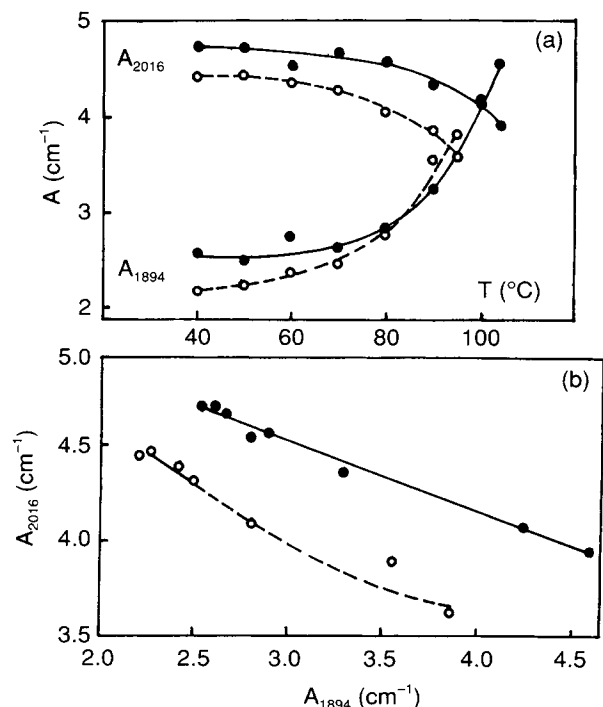 (a)
5
A₂₀₁₆
4
A (cm⁻¹)
3
A₁₈₉₄
T (°C)
2
40 60 80 100
5.0
(b)
4.5
A₂₀₁₆ (cm⁻¹)
4.0
3.5
2.0 2.5 3.0 3.5 4.0 4.5
A₁₈₉₄ (cm⁻¹)